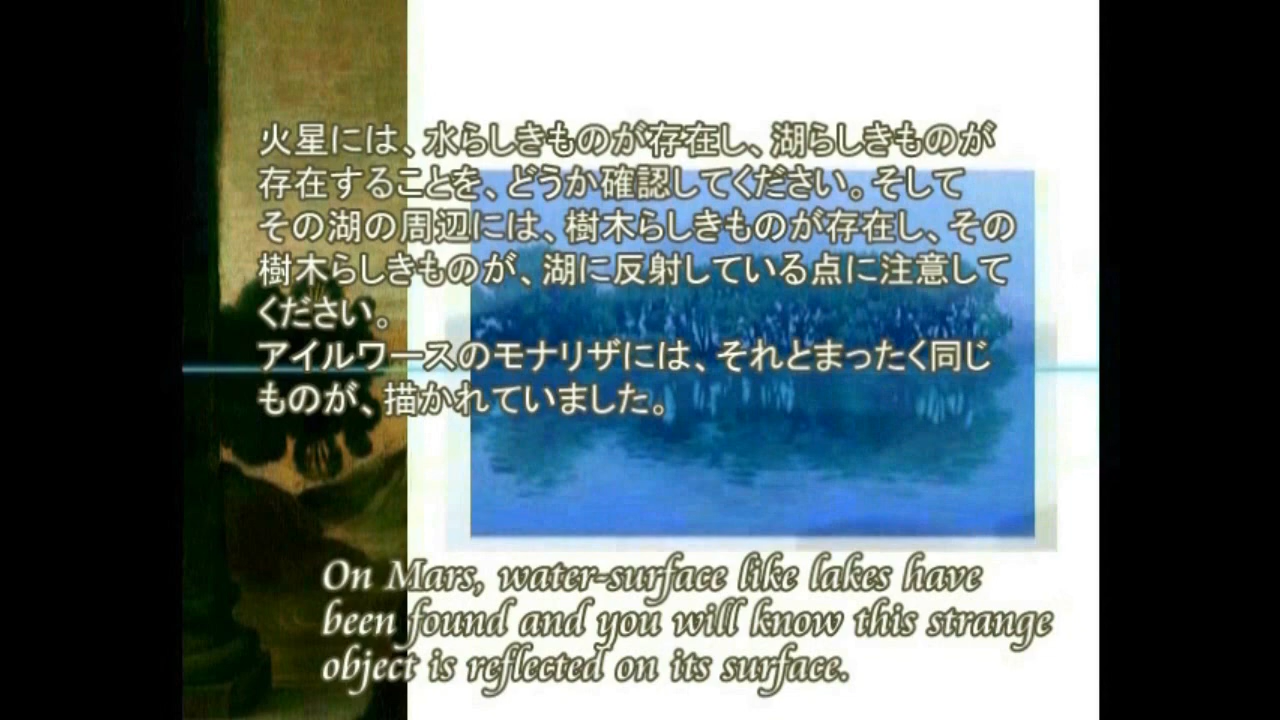 火星には、水らしきものが存在し、湖らしきものが
存在することを、どうか確認してください。そして
その湖の周辺には、樹木らしきものが存在し、その
樹木らしきものが、湖に反射している点に注意して
ください。
アイルワースのモナリザには、それとまったく同じ
ものが、描かれていました。
On Mars, water-surface like lakes have
been found and you will know this strange
object is reflected on its surface.